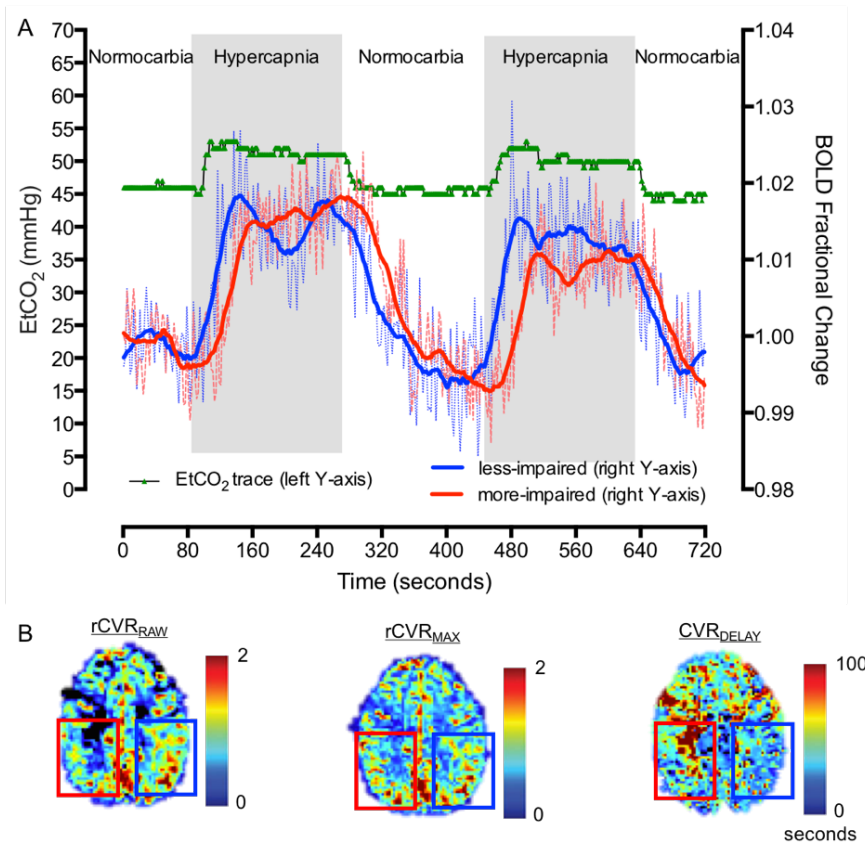 A
Normocarbia Hypercapnia Normocarbia Hypercapnia Normocarbia
70
65
60
55
50
45
40
35
30
25
20
15
10
5
0
EtCO₂ (mmHg)
1.04
1.03
1.02
1.01
1.00
0.99
0.98
BOLD Fractional Change
EtCO₂ trace (left Y-axis)
less-impaired (right Y-axis)
more-impaired (right Y-axis)
0 80 160 240 320 400 480 560 640 720
Time (seconds)
B
rCVR_RAW
2
0
rCVR_MAX
2
0
CVR_DELAY
100
0
seconds